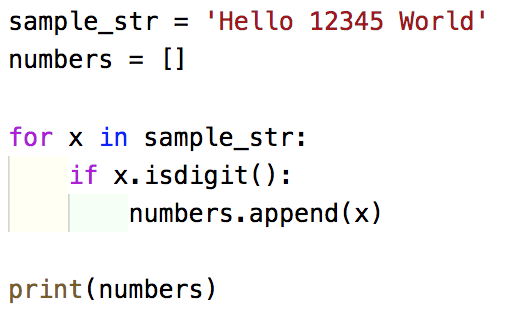 sample_str = 'Hello 12345 World'
numbers = []
for x in sample_str:
    if x.isdigit():
        numbers.append(x)
print(numbers)